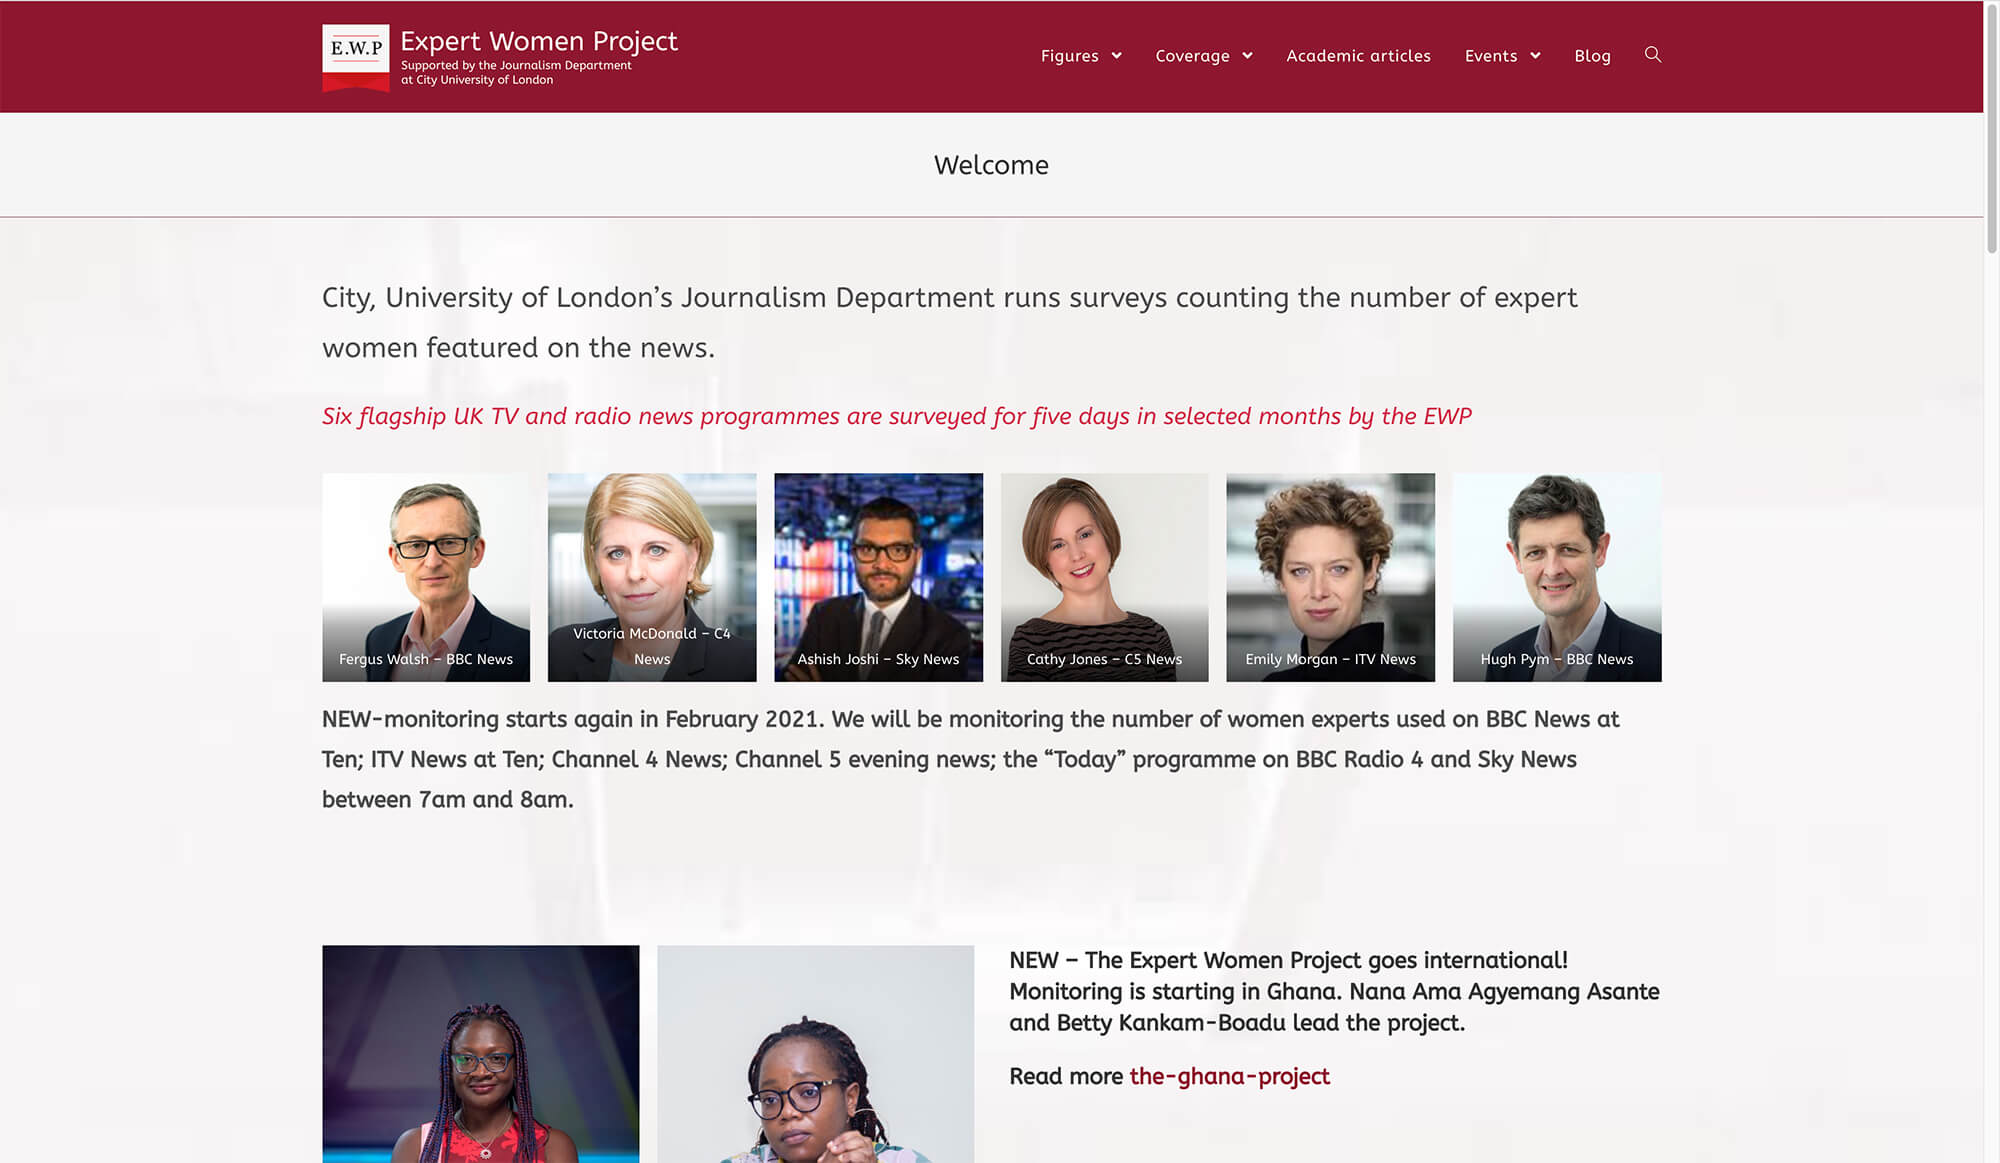 E.W.P
Expert Women Project
Supported by the Journalism Department
at City University of London
Figures
Coverage
Academic articles
Events
Blog
Welcome
City, University of London’s Journalism Department runs surveys counting the number of expert
women featured on the news.
Six flagship UK TV and radio news programmes are surveyed for five days in selected months by the EWP
Fergus Walsh – BBC News
Victoria McDonald – C4
News
Ashish Joshi – Sky News
Cathy Jones – C5 News
Emily Morgan – ITV News
Hugh Pym – BBC News
NEW-monitoring starts again in February 2021. We will be monitoring the number of women experts used on BBC News at
Ten; ITV News at Ten; Channel 4 News; Channel 5 evening news; the “Today” programme on BBC Radio 4 and Sky News
between 7am and 8am.
NEW – The Expert Women Project goes international!
Monitoring is starting in Ghana. Nana Ama Agyemang Asante
and Betty Kankam-Boadu lead the project.
Read more the-ghana-project